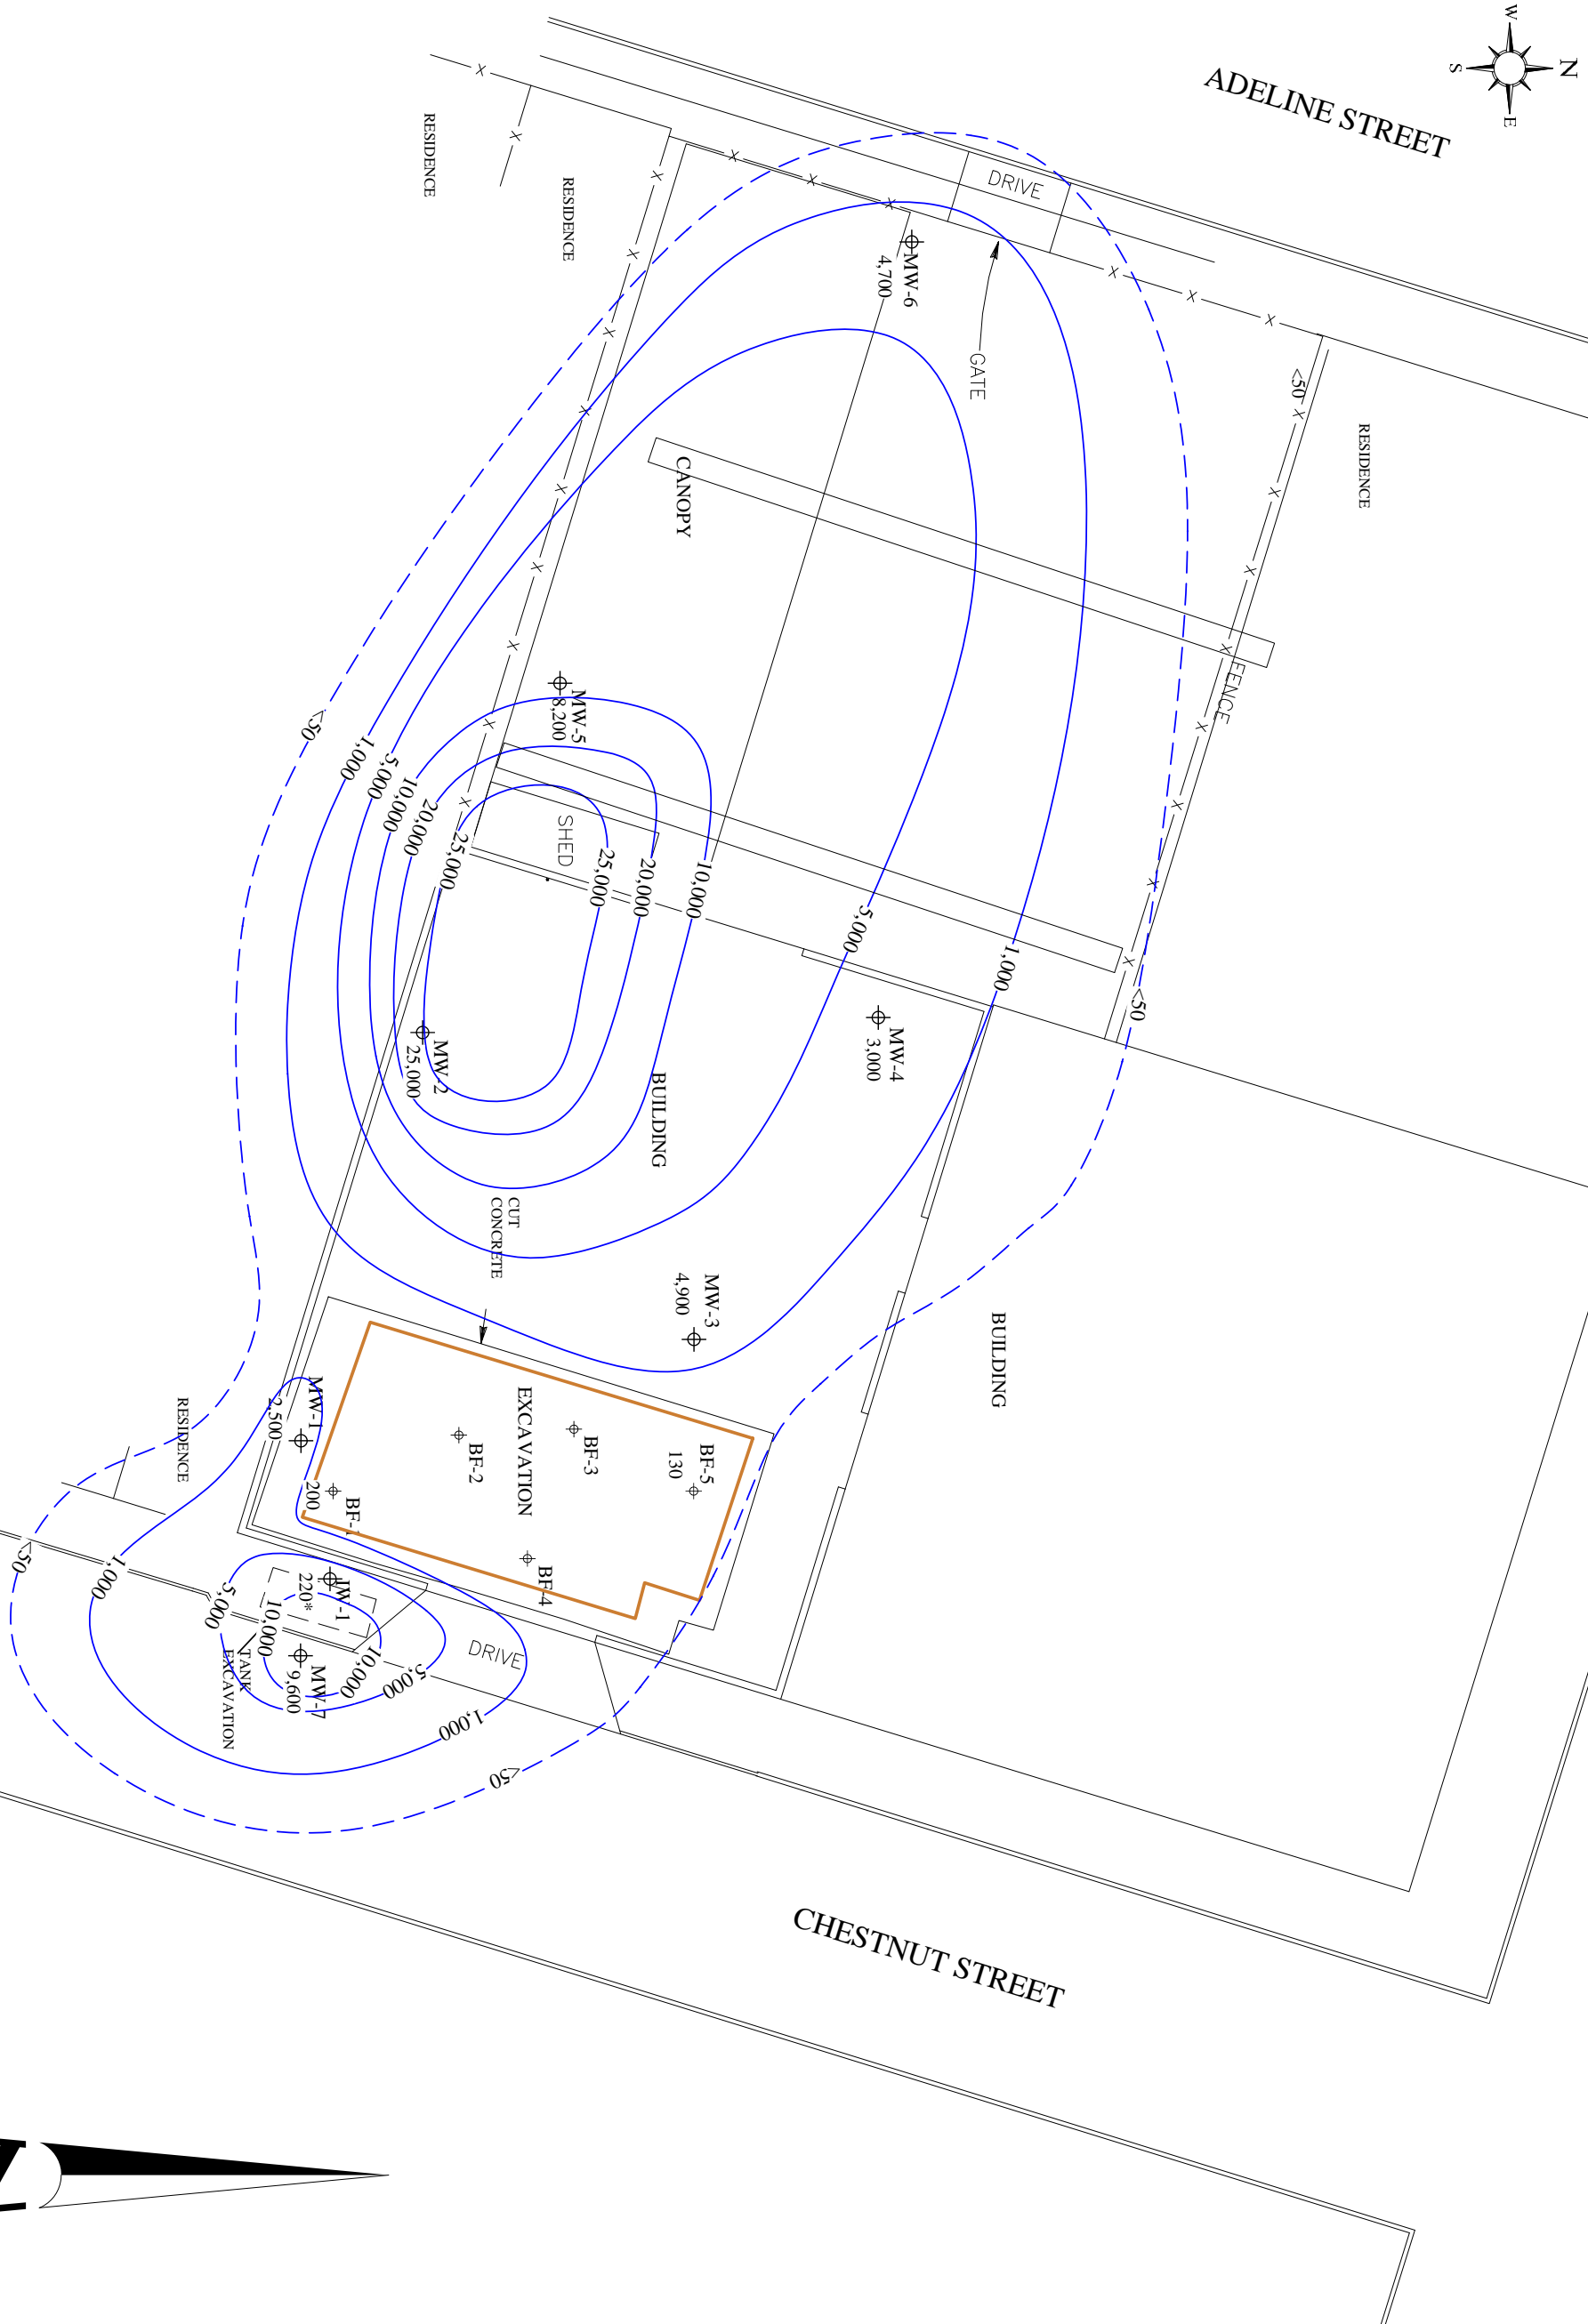 W
N
S
E
ADELINE STREET
DRIVE
RESIDENCE
RESIDENCE
MW-6
4,700
GATE
<50
RESIDENCE
CANOPY
FENCE
MW-5
8,200
<50
1,000
5,000
10,000
20,000
25,000
SHED
25,000
20,000
10,000
5,000
1,000
<50
MW-4
3,000
MW-2
25,000
BUILDING
CUT
CONCRETE
MW-3
4,900
BUILDING
EXCAVATION
MW-1
2,500
RESIDENCE
BF-2
BF-3
BF-5
130
200
BF-1
BF-4
IW-1
220*
<50
1,000
5,000
10,000
TANK
EXCAVATION
MW-7
9,600
10,000
5,000
DRIVE
1,000
<50
CHESTNUT STREET